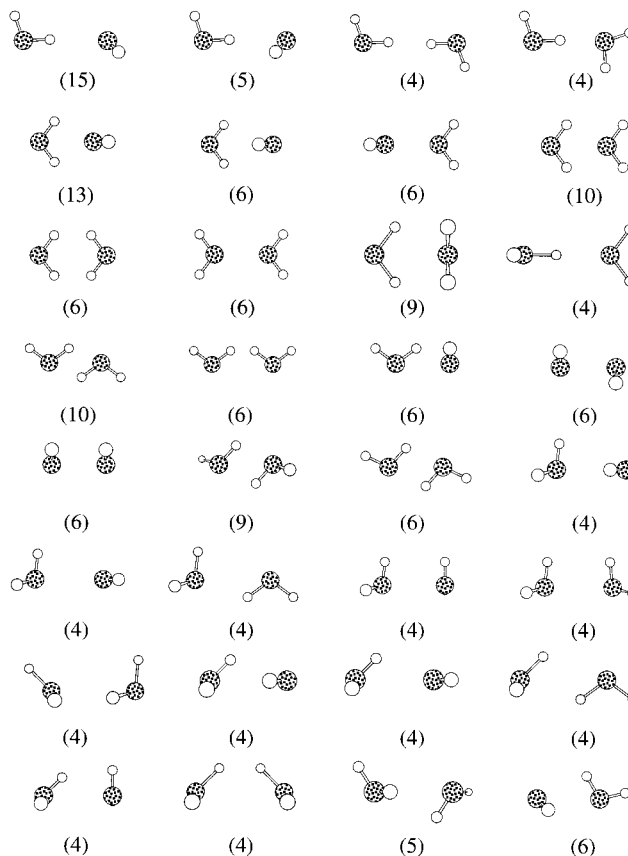 (15) (5) (4) (4)
(13) (6) (6) (10)
(6) (6) (9) (4)
(10) (6) (6) (6)
(6) (9) (6) (4)
(4) (4) (4) (4)
(4) (4) (4) (4)
(4) (4) (5) (6)